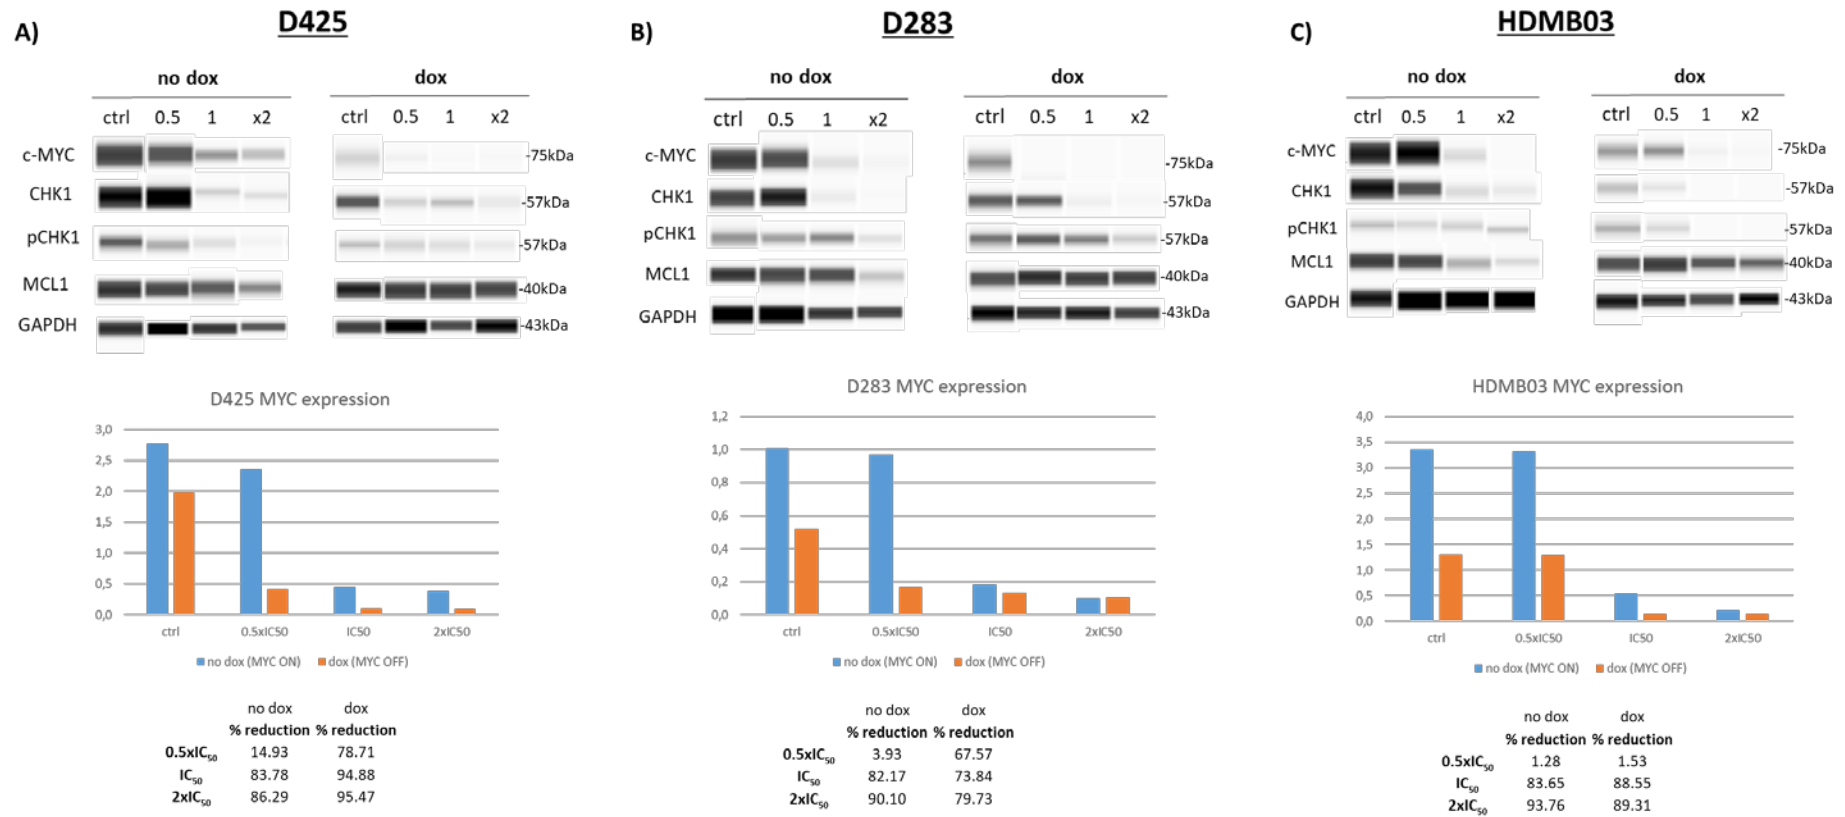 A)
D425
no dox
dox
ctrl 0.5 1 x2
ctrl 0.5 1 x2
c-MYC
-75kDa
CHK1
-57kDa
pCHK1
-57kDa
MCL1
-40kDa
GAPDH
-43kDa
D425 MYC expression
3,0
2,5
2,0
1,5
1,0
0,5
0,0
ctrl 0.5xIC50 IC50 2xIC50
no dox (MYC ON) dox (MYC OFF)
no dox dox
% reduction % reduction
0.5xIC50 14.93 78.71
IC50 83.78 94.88
2xIC50 86.29 95.47
B)
D283
no dox
dox
ctrl 0.5 1 x2
ctrl 0.5 1 x2
c-MYC
-75kDa
CHK1
-57kDa
pCHK1
-57kDa
MCL1
-40kDa
GAPDH
-43kDa
D283 MYC expression
1,2
1,0
0,8
0,6
0,4
0,2
0,0
ctrl 0.5xIC50 IC50 2xIC50
no dox (MYC ON) dox (MYC OFF)
no dox dox
% reduction % reduction
0.5xIC50 3.93 67.57
IC50 82.17 73.84
2xIC50 90.10 79.73
C)
HDMB03
no dox
dox
ctrl 0.5 1 x2
ctrl 0.5 1 x2
c-MYC
-75kDa
CHK1
-57kDa
pCHK1
-57kDa
MCL1
-40kDa
GAPDH
-43kDa
HDMB03 MYC expression
4,0
3,5
3,0
2,5
2,0
1,5
1,0
0,5
0,0
ctrl 0.5xIC50 IC50 2xIC50
no dox (MYC ON) dox (MYC OFF)
no dox dox
% reduction % reduction
0.5xIC50 1.28 1.53
IC50 83.65 88.55
2xIC50 93.76 89.31